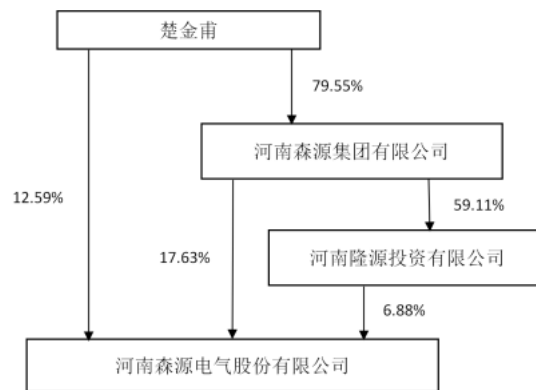 楚金甫
79.55%
河南森源集团有限公司
12.59%
59.11%
17.63%
河南隆源投资有限公司
6.88%
河南森源电气股份有限公司